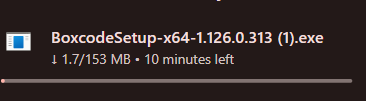 BoxcodeSetup-x64-1.126.0.313 (1).exe
↓ 1.7/153 MB • 10 minutes left